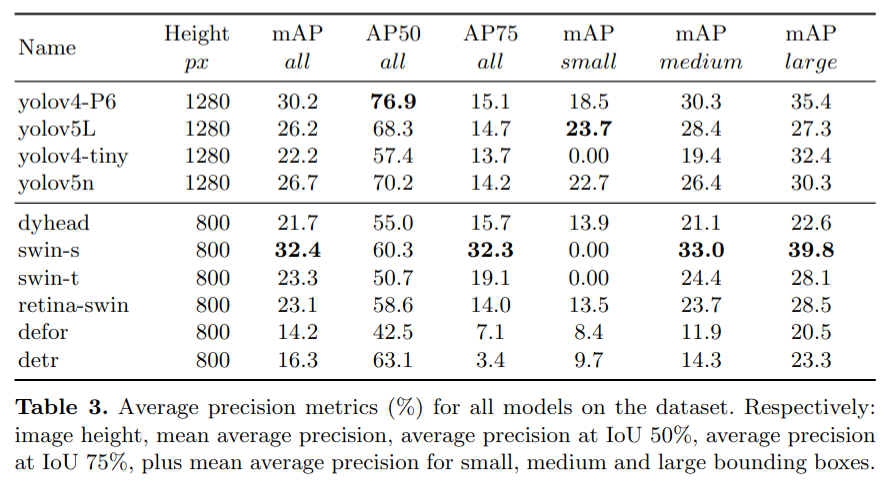 Name Height mAP AP50 AP75 mAP mAP mAP
px all all all small medium large
yolov4-P6 1280 30.2 76.9 15.1 18.5 30.3 35.4
yolov5L 1280 26.2 68.3 14.7 23.7 28.4 27.3
yolov4-tiny 1280 22.2 57.4 13.7 0.00 19.4 32.4
yolov5n 1280 26.7 70.2 14.2 22.7 26.4 30.3
dyhead 800 21.7 55.0 15.7 13.9 21.1 22.6
swin-s 800 32.4 60.3 32.3 0.00 33.0 39.8
swin-t 800 23.3 50.7 19.1 0.00 24.4 28.1
retina-swin 800 23.1 58.6 14.0 13.5 23.7 28.5
defor 800 14.2 42.5 7.1 8.4 11.9 20.5
detr 800 16.3 63.1 3.4 9.7 14.3 23.3
Table 3. Average precision metrics (%) for all models on the dataset. Respectively:
image height, mean average precision, average precision at IoU 50%, average precision
at IoU 75%, plus mean average precision for small, medium and large bounding boxes.